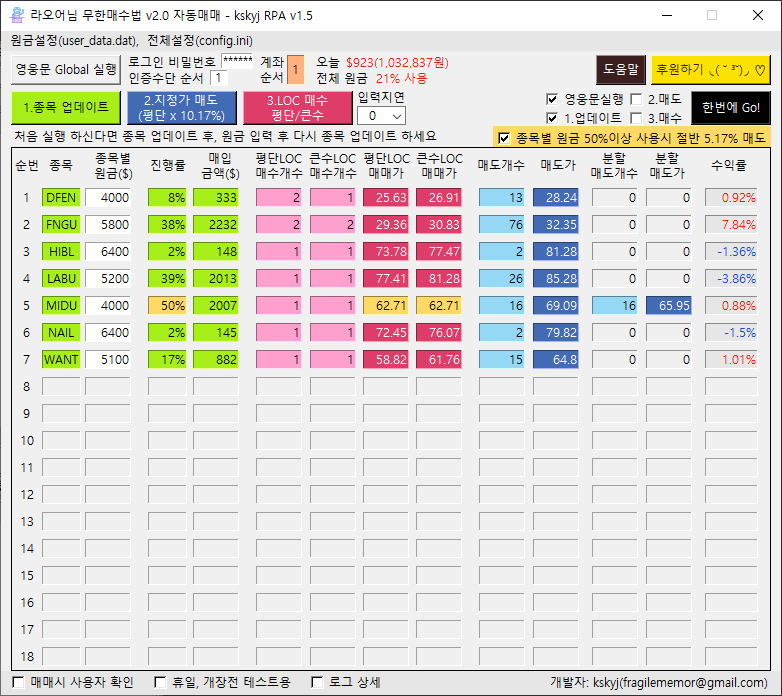 라오어님 무한매수법 v2.0 자동매매 - kskyj RPA v1.5
원금설정(user_data.dat), 전체설정(config.ini)
영웅문 Global 실행 로그인 비밀번호 ****** 계좌 순서 1 오늘 $923(1,032,837원) 도움말 후원하기
인증수단 순서 1 전체 원금 21% 사용
1.종목 업데이트 2.지정가 매도 (평단 x 10.17%) 3.LOC 매수 평단/큰수 입력지연 0 영웅문실행 2.매도 한번에 Go!
1.업데이트 3.매수
처음 실행 하신다면 종목 업데이트 후, 원금 입력 후 다시 종목 업데이트 하세요 종목별 원금 50%이상 사용시 절반 5.17% 매도
순번 종목 종목별 원금($) 진행률 매입 금액($) 평단LOC 매수개수 큰수LOC 매수개수 평단LOC 매매가 큰수LOC 매매가 매도개수 매도가 분할 매도개수 분할 매도가 수익률
1 DFEN 4000 8% 333 2 1 25.63 26.91 13 28.24 0 0 0.92%
2 FNGU 5800 38% 2232 2 2 29.36 30.83 76 32.35 0 0 7.84%
3 HIBL 6400 2% 148 1 1 73.78 77.47 2 81.28 0 0 -1.36%
4 LABU 5200 39% 2013 1 1 77.41 81.28 26 85.28 0 0 -3.86%
5 MIDU 4000 50% 2007 1 1 62.71 62.71 16 69.09 16 65.95 0.88%
6 NAIL 6400 2% 145 1 1 72.45 76.07 2 79.82 0 0 -1.5%
7 WANT 5100 17% 882 1 1 58.82 61.76 15 64.8 0 0 1.01%
8
9
10
11
12
13
14
15
16
17
18
매매시 사용자 확인 휴일, 개장전 테스트용 로그 상세 개발자: kskyj(fragilememor@gmail.com)